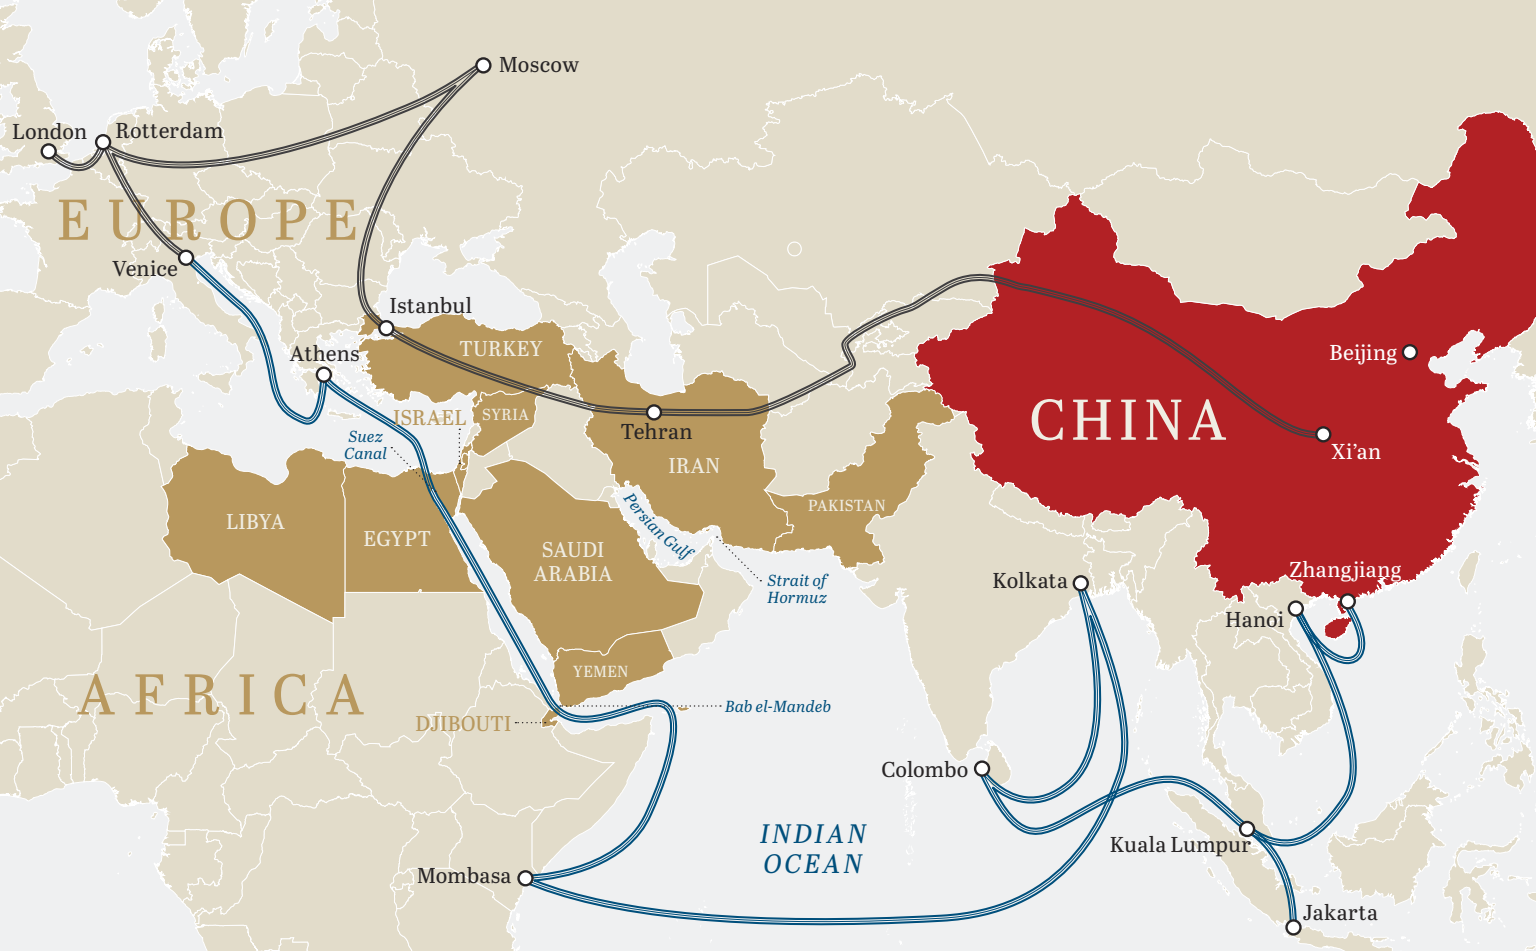 Moscow
London
Rotterdam
EUROPE
Venice
Istanbul
Athens
TURKEY
Beijing
ISRAEL
SYRIA
CHINA
Suez
Canal
Tehran
Xi’an
IRAN
PAKISTAN
Persian Gulf
LIBYA
EGYPT
SAUDI
ARABIA
Strait of
Hormuz
Kolkata
Zhangjiang
Hanoi
YEMEN
AFRICA
Bab el-Mandeb
DJIBOUTI
Colombo
INDIAN
OCEAN
Kuala Lumpur
Mombasa
Jakarta